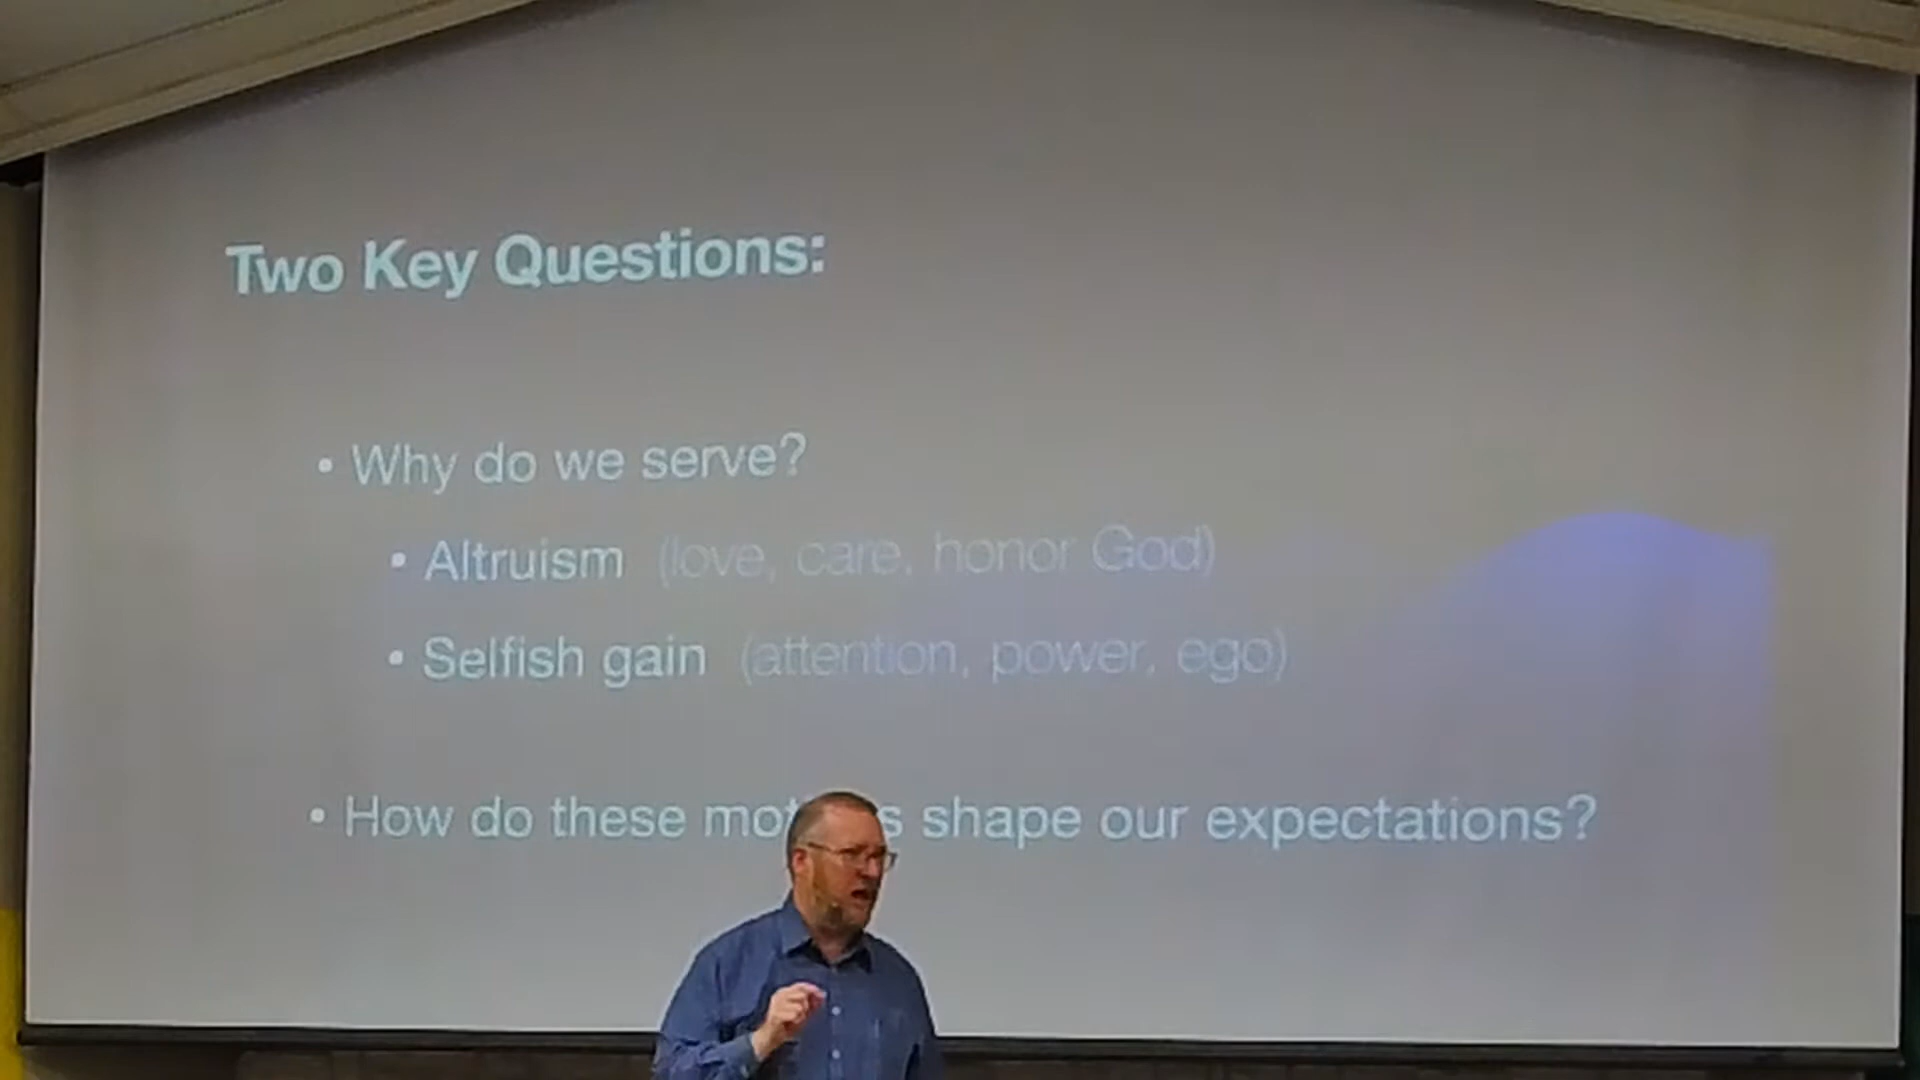 Two Key Questions:
• Why do we serve?
• Altruism (love, care, honor God)
• Selfish gain (attention, power, ego)
• How do these shape our expectations?